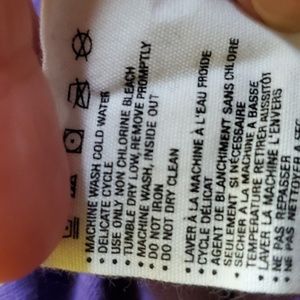 - MACHINE WASH COLD WATER
- DELICATE CYCLE
- USE ONLY NON CHLORINE BLEACH
- TUMBLE DRY LOW, REMOVE PROMPTLY
- MACHINE WASH, INSIDE OUT
- DO NOT IRON
- DO NOT DRY CLEAN
- LAVER À LA MACHINE À L'EAU FROIDE
- CYCLE DÉLICAT
- AGENT DE BLANCHIMENT SANS CHLORE
SEULEMENT SI NÉCESSAIRE
- SÉCHER À LA MACHINE À BASSE
TEMPÉRATURE RETIRER AUSSITÔT
- LAVER À LA MACHINE L'ENVERS
- NE PAS REPASSER
- NE PAS NETTOYER À SEC